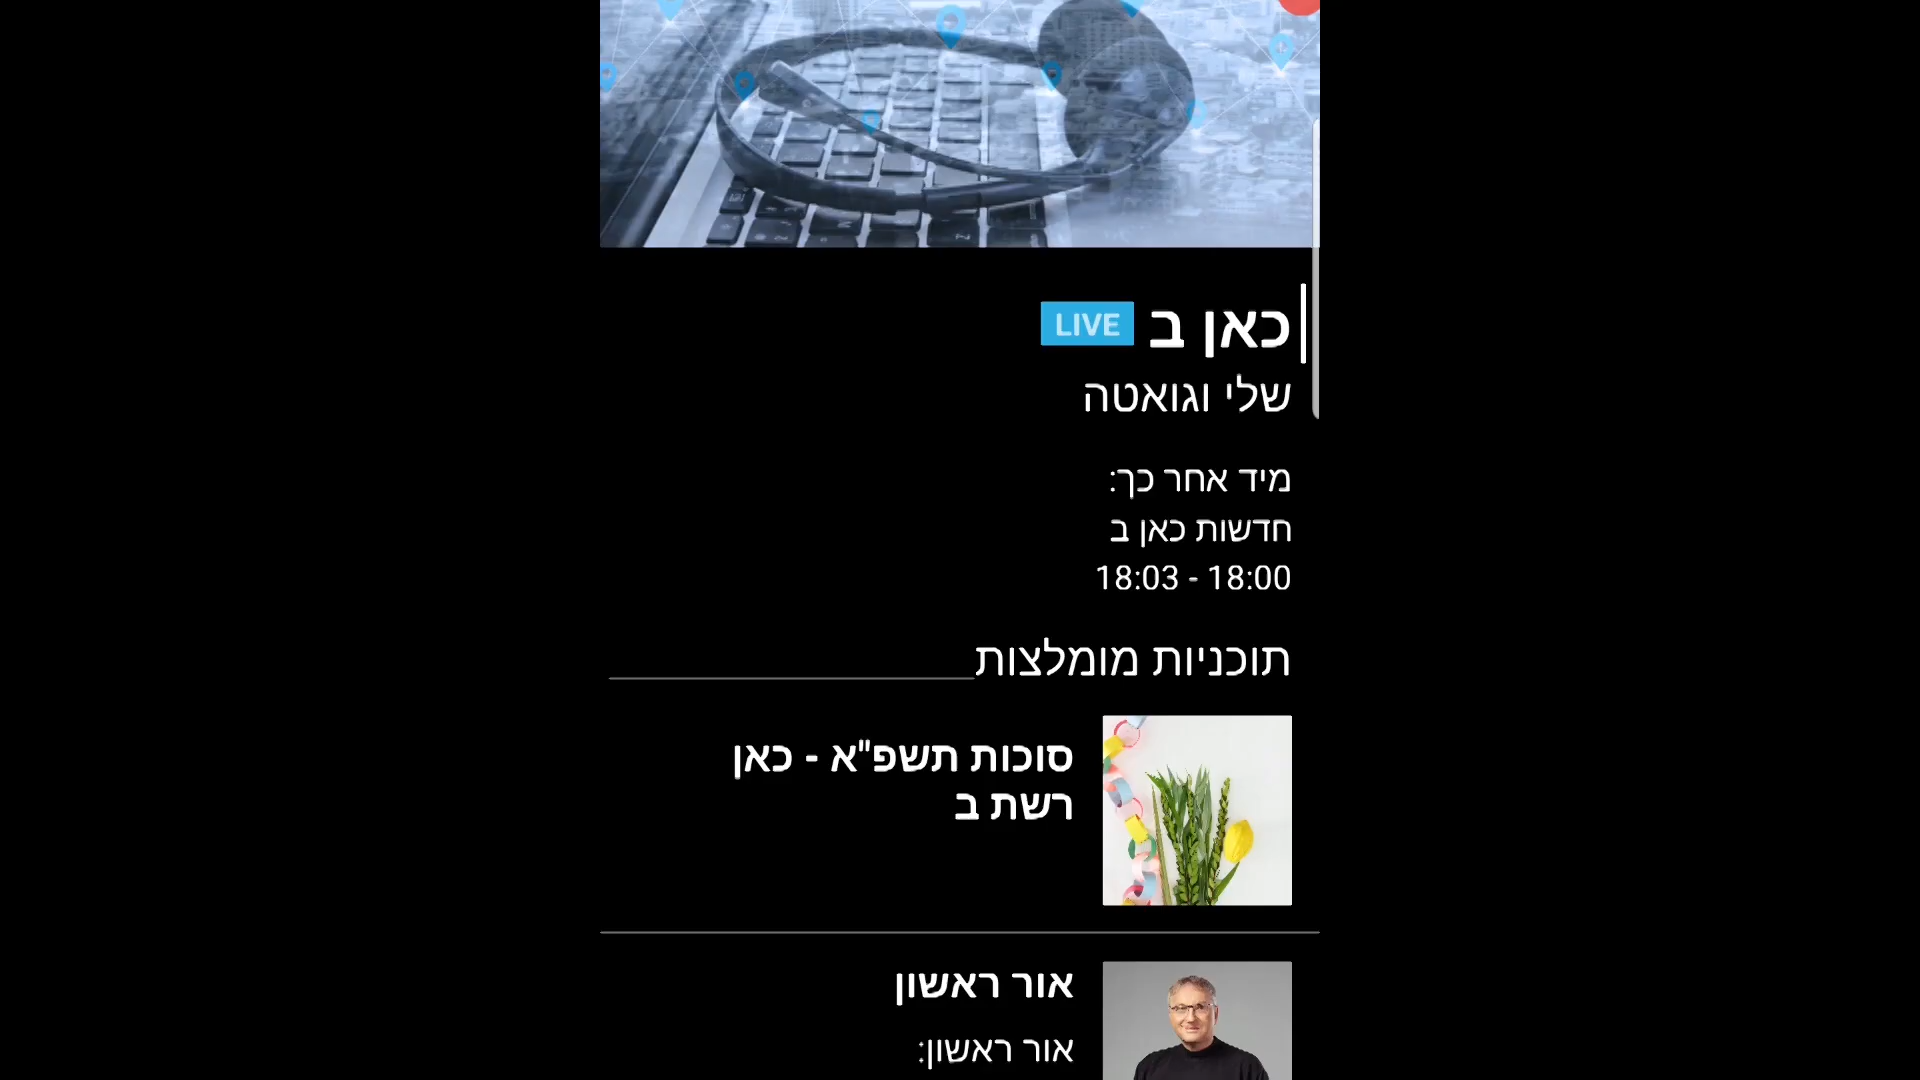 כאן ב LIVE
שלי וגואטה
מיד אחר כך:
חדשות כאן ב
18:00 - 18:03
תוכניות מומלצות
סוכות תשפ"א - כאן
רשת ב
אור ראשון
אור ראשון: